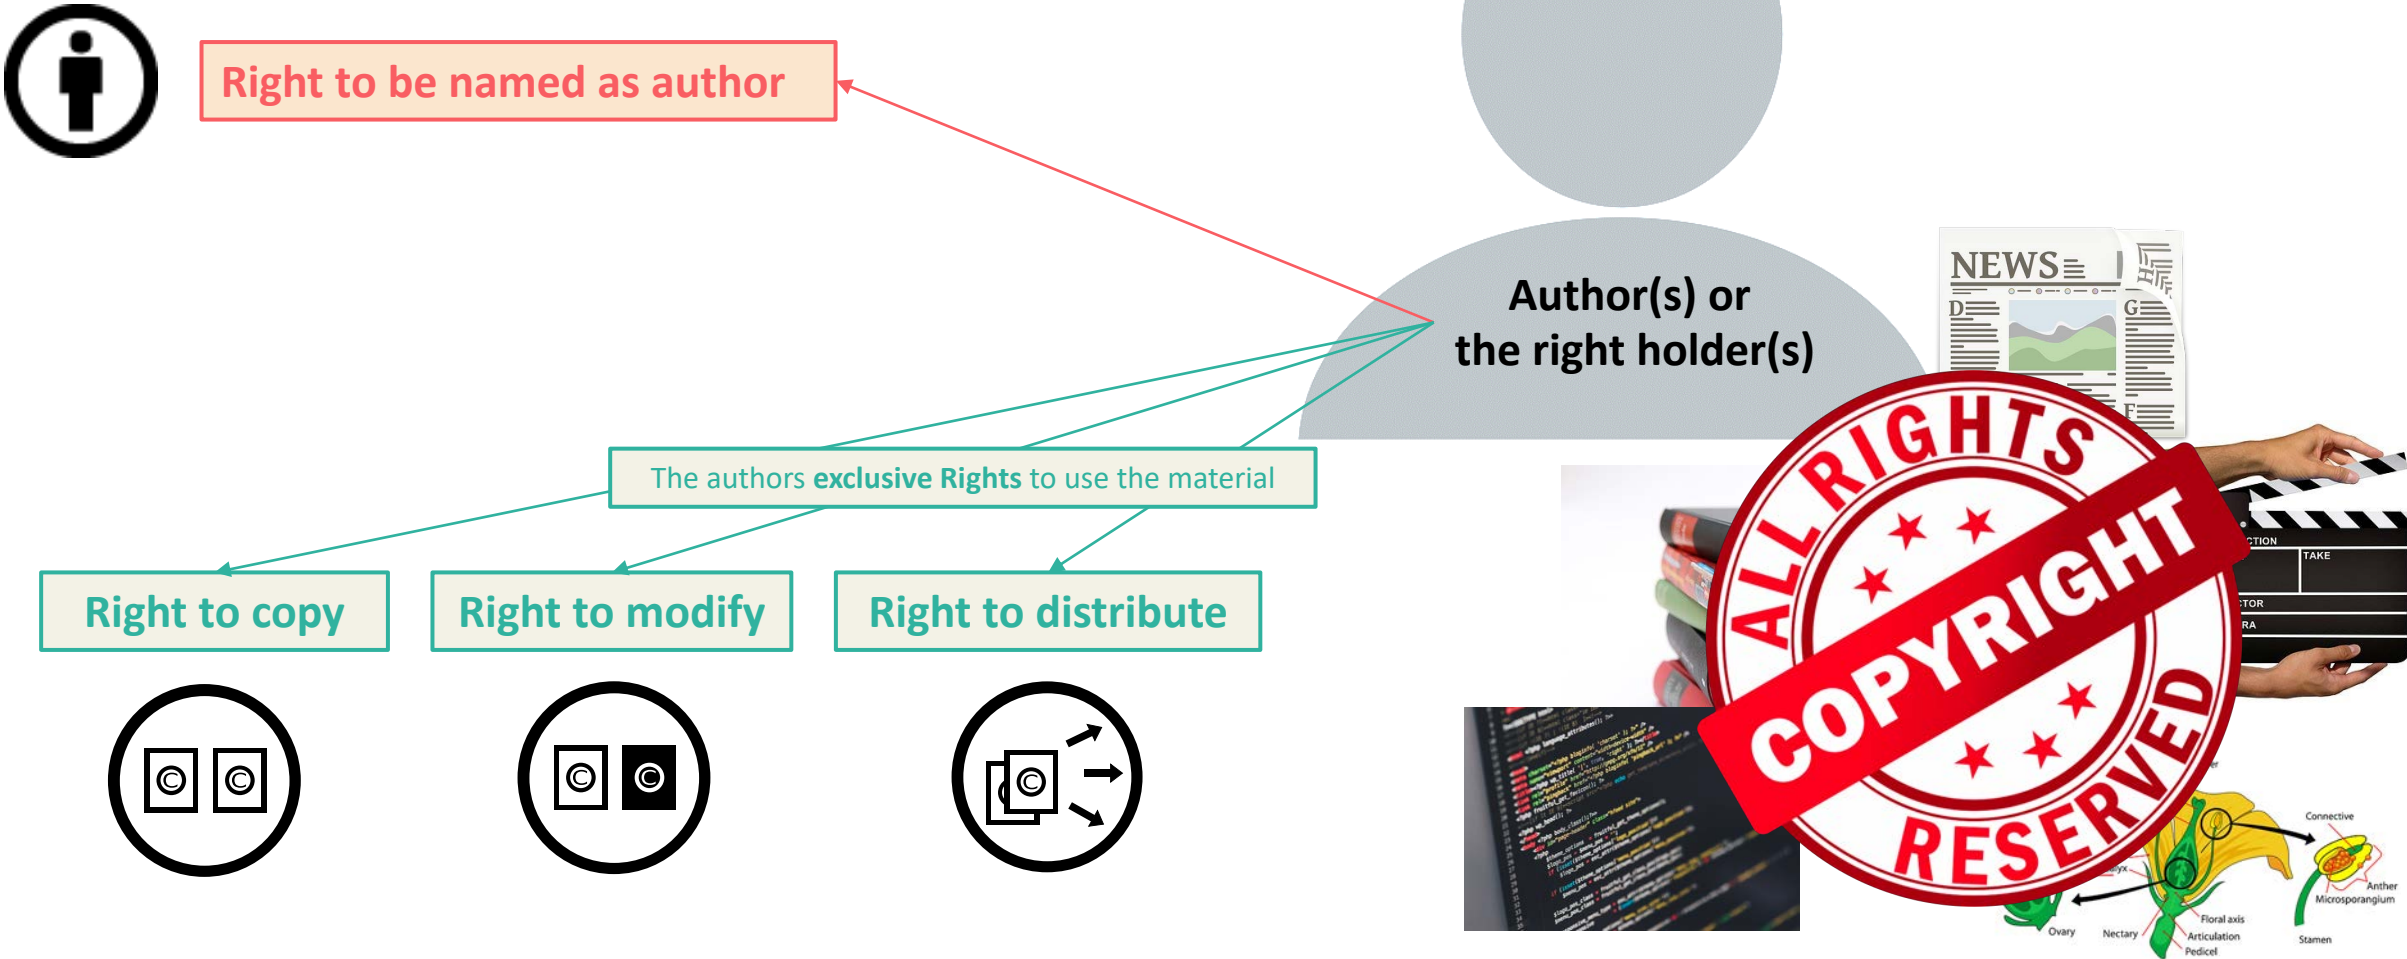 Right to be named as author
Author(s) or
the right holder(s)
The authors exclusive Rights to use the material
Right to copy
Right to modify
Right to distribute
©
©
©
©
©
NEWS
D
G
H
F
ALL RIGHTS
COPYRIGHT
RESERVED
TAKE
Connective
Anther
Microsporangium
Stamen
Floral axis
Articulation
Pedicel
Nectary
Ovary